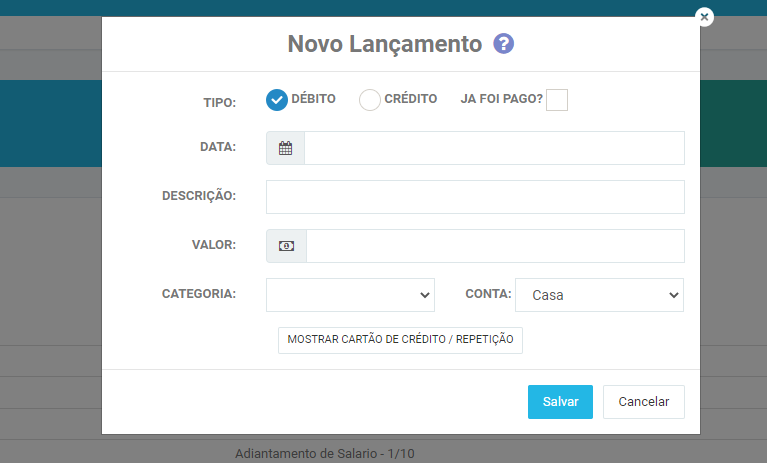 Novo Lançamento ?
TIPO: DÉBITO CRÉDITO JA FOI PAGO?
DATA:
DESCRIÇÃO:
VALOR:
CATEGORIA: CONTA: Casa
MOSTRAR CARTÃO DE CRÉDITO / REPETIÇÃO
Salvar Cancelar
Adiantamento de Salario - 1/10